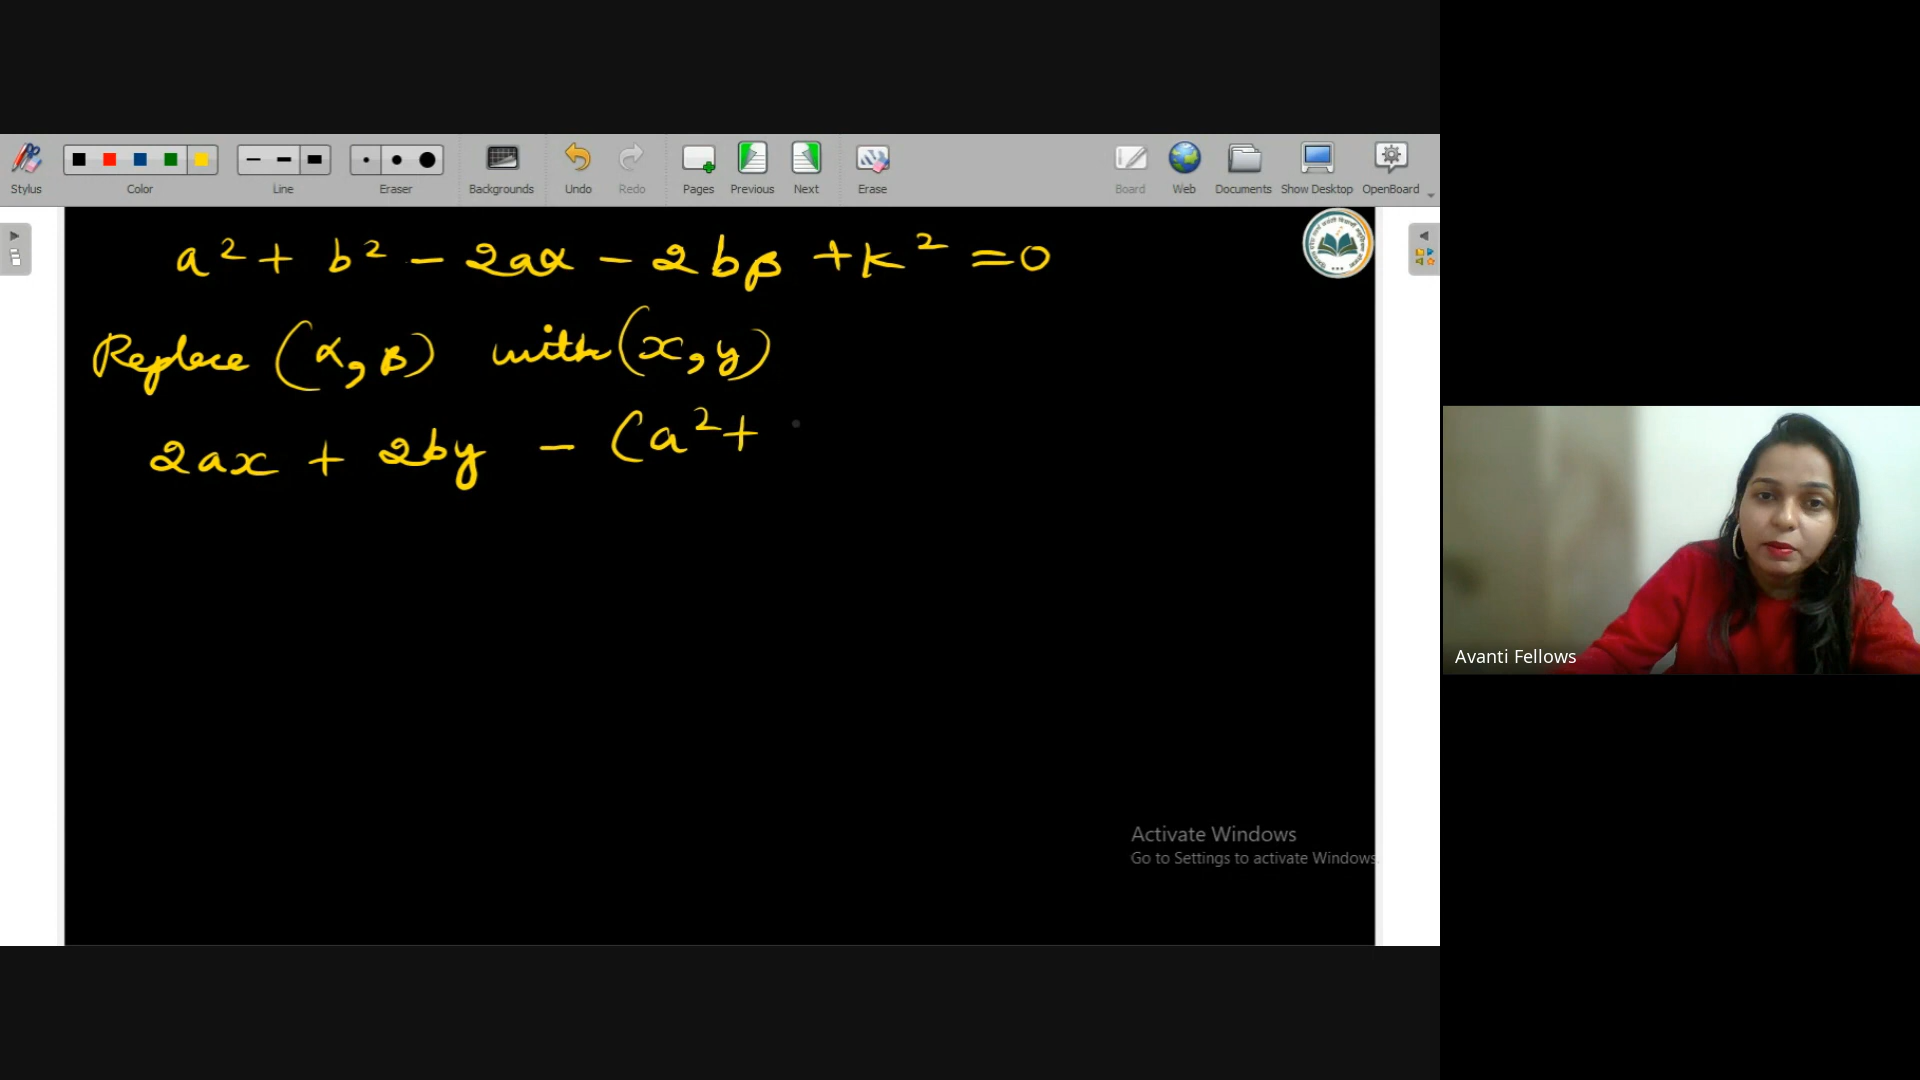 Stylus Color Line Eraser Backgrounds Undo Redo Pages Previous Next Erase Board Web Documents Show Desktop OpenBoard
a² + b² - 2aα - 2bβ + k² = 0
Replace (α, β) with (x, y)
2ax + 2by - (a² +
Activate Windows
Go to Settings to activate Windows.
Avanti Fellows